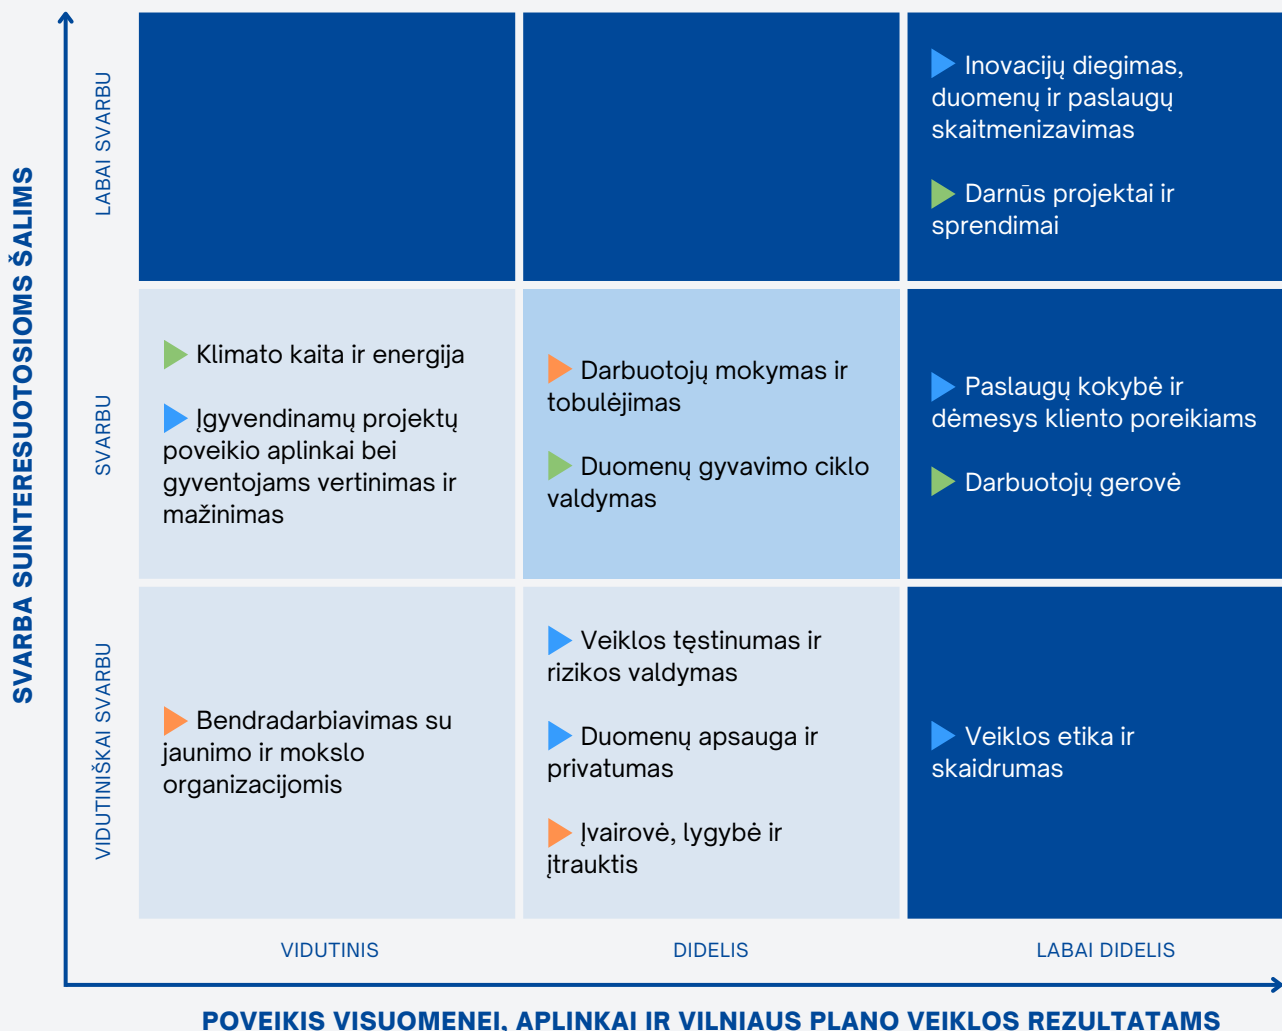 SVARBA SUINTERESUOTOSIOMS ŠALIMS
LABAI SVARBU
Inovacijų diegimas,
duomenų ir paslaugų
skaitmenizavimas
Darnūs projektai ir
sprendimai
SVARBU
Klimato kaita ir energija
Įgyvendinamų projektų
poveikio aplinkai bei
gyventojams vertinimas ir
mažinimas
Darbuotojų mokymas ir
tobulėjimas
Duomenų gyvavimo ciklo
valdymas
Paslaugų kokybė ir
dėmesys kliento poreikiams
Darbuotojų gerovė
VIDUTINIŠKAI SVARBU
Bendradarbiavimas su
jaunimo ir mokslo
organizacijomis
Veiklos tęstinumas ir
rizikos valdymas
Duomenų apsauga ir
privatumas
Įvairovė, lygybė ir
įtrauktis
Veiklos etika ir
skaidrumas
VIDUTINIS
DIDELIS
LABAI DIDELIS
POVEIKIS VISUOMENEI, APLINKAI IR VILNIAUS PLANO VEIKLOS REZULTATAMS